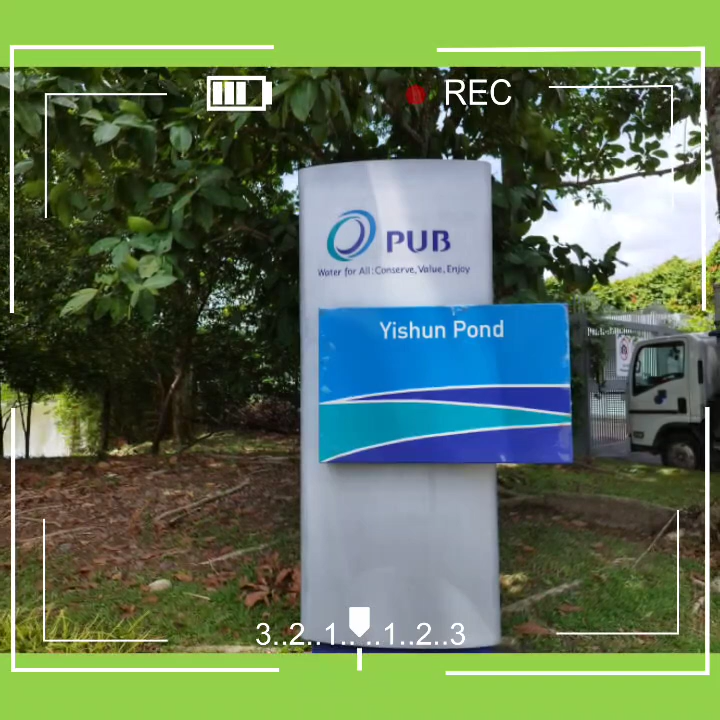 REC
PUB
Water for All : Conserve, Value, Enjoy
Yishun Pond
3..2..1.. ..1..2..3